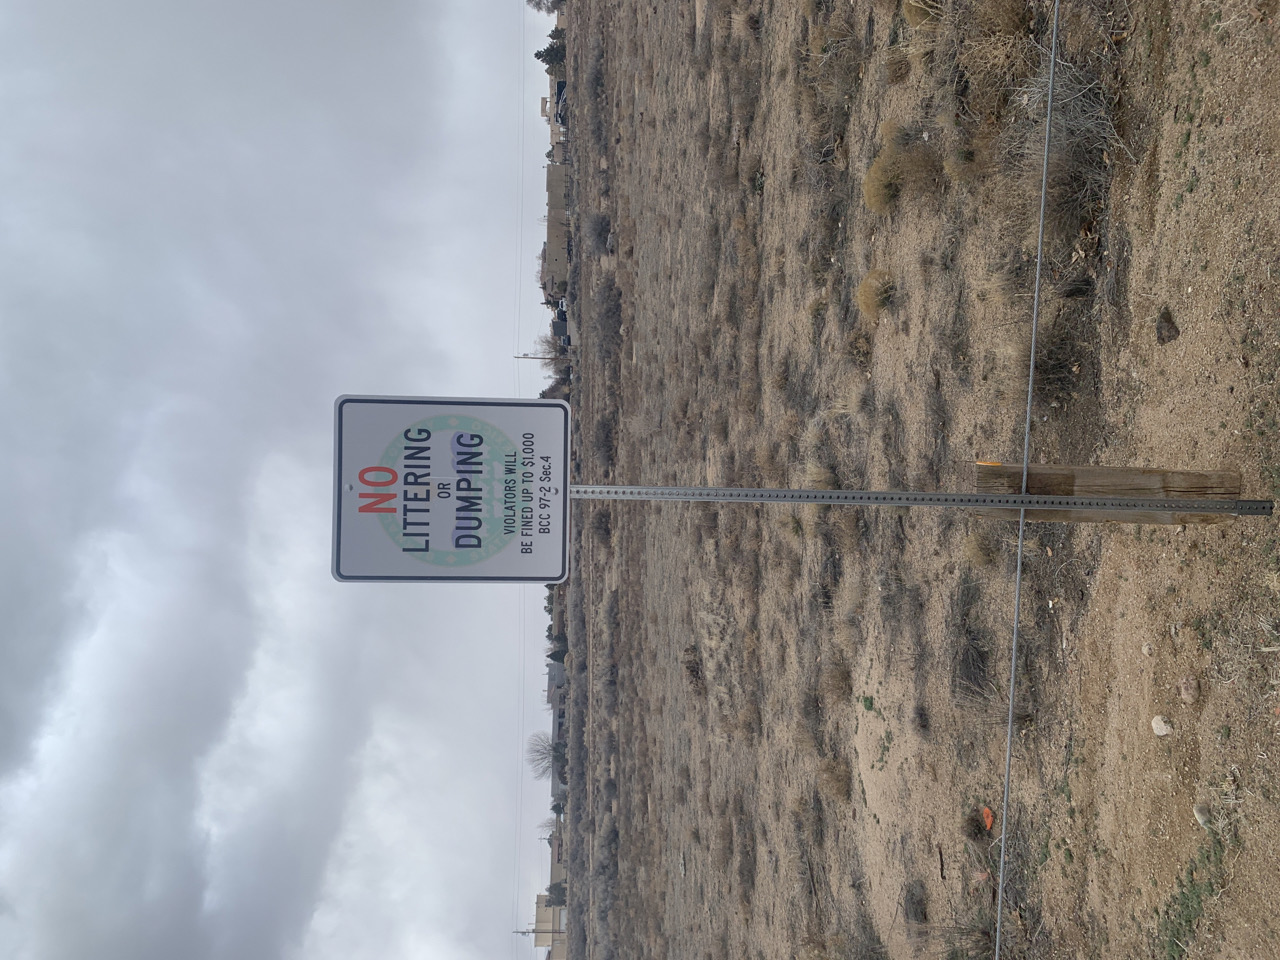 NO
LITTERING
OR
DUMPING
VIOLATORS WILL
BE FINED UP TO $1,000
BCC 97-2 Sec.4